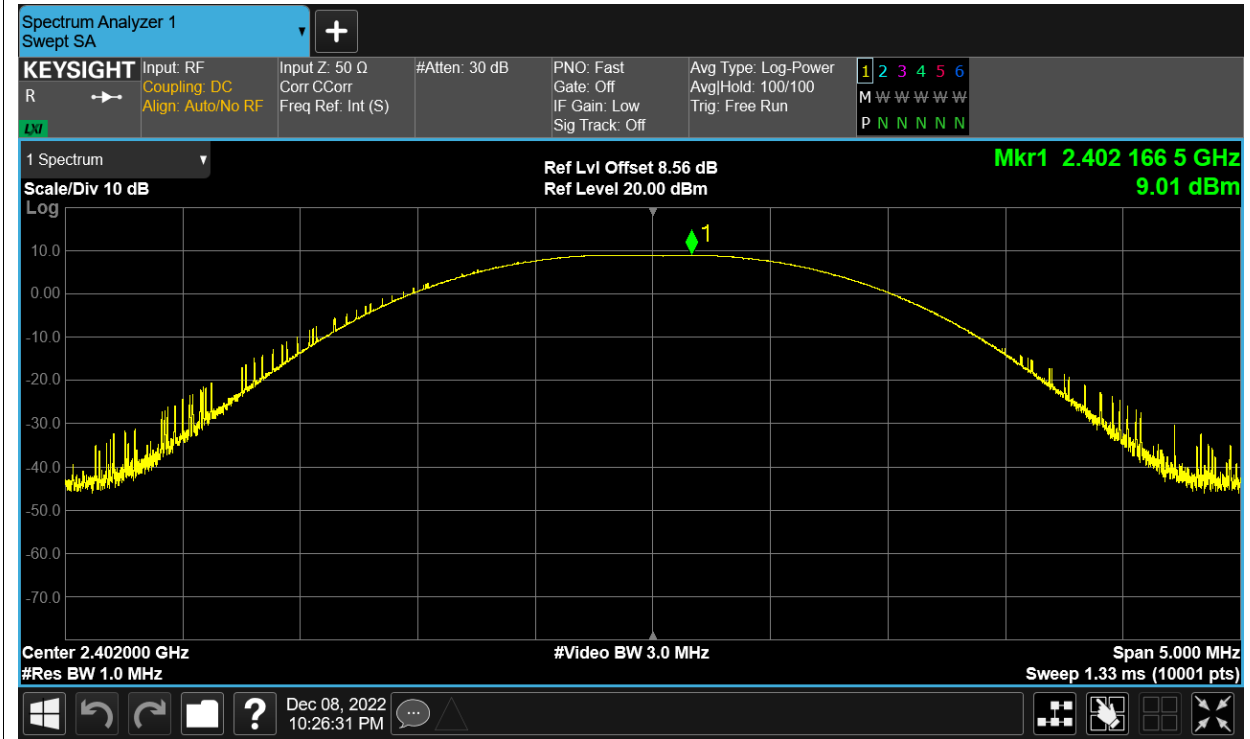 Spectrum Analyzer 1
Swept SA
KEYSIGHT
R
LXI
Input: RF
Coupling: DC
Align: Auto/No RF
Input Z: 50 Ω
Corr CCorr
Freq Ref: Int (S)
#Atten: 30 dB
PNO: Fast
Gate: Off
IF Gain: Low
Sig Track: Off
Avg Type: Log-Power
Avg|Hold: 100/100
Trig: Free Run
1 2 3 4 5 6
M W W W W W W
P N N N N N N
1 Spectrum
Scale/Div 10 dB
Log
Ref Lvl Offset 8.56 dB
Ref Level 20.00 dBm
Mkr1 2.402 166 5 GHz
9.01 dBm
1
10.0
0.00
-10.0
-20.0
-30.0
-40.0
-50.0
-60.0
-70.0
Center 2.402000 GHz
#Video BW 3.0 MHz
Span 5.000 MHz
#Res BW 1.0 MHz
Sweep 1.33 ms (10001 pts)
?
Dec 08, 2022
10:26:31 PM